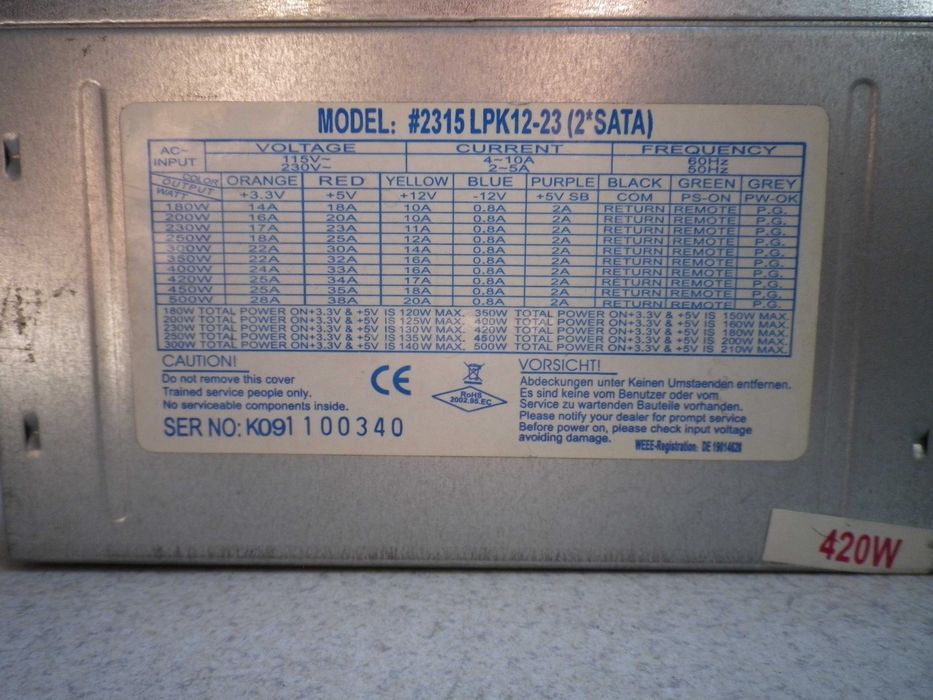 MODEL: #2315 LPK12-23 (2*SATA)
AC~ INPUT VOLTAGE CURRENT FREQUENCY
115V~ 4~10A 60Hz
230V~ 2~5A 50Hz
COLOR OUTPUT WATT ORANGE RED YELLOW BLUE PURPLE BLACK GREEN GREY
+3.3V +5V +12V -12V +5V SB COM PS-ON PW-OK
180W 14A 18A 10A 0.8A 2A RETURN REMOTE P.G.
200W 16A 20A 10A 0.8A 2A RETURN REMOTE P.G.
230W 17A 23A 11A 0.8A 2A RETURN REMOTE P.G.
250W 18A 25A 12A 0.8A 2A RETURN REMOTE P.G.
300W 22A 30A 14A 0.8A 2A RETURN REMOTE P.G.
350W 22A 32A 16A 0.8A 2A RETURN REMOTE P.G.
400W 24A 33A 16A 0.8A 2A RETURN REMOTE P.G.
420W 25A 34A 17A 0.8A 2A RETURN REMOTE P.G.
450W 25A 35A 18A 0.8A 2A RETURN REMOTE P.G.
500W 28A 38A 20A 0.8A 2A RETURN REMOTE P.G.
180W TOTAL POWER ON+3.3V & +5V IS 120W MAX. 350W TOTAL POWER ON+3.3V & +5V IS 150W MAX.
200W TOTAL POWER ON+3.3V & +5V IS 125W MAX. 400W TOTAL POWER ON+3.3V & +5V IS 160W MAX.
230W TOTAL POWER ON+3.3V & +5V IS 130W MAX. 420W TOTAL POWER ON+3.3V & +5V IS 180W MAX.
250W TOTAL POWER ON+3.3V & +5V IS 135W MAX. 450W TOTAL POWER ON+3.3V & +5V IS 200W MAX.
300W TOTAL POWER ON+3.3V & +5V IS 140W MAX. 500W TOTAL POWER ON+3.3V & +5V IS 210W MAX.
CAUTION!
Do not remove this cover
Trained service people only.
No serviceable components inside.
SER NO: K091100340
CE
RoHS
2002.95.EC
VORSICHT!
Abdeckungen unter Keinen Umstaenden entfernen.
Es sind keine vom Benutzer oder vom
Service zu wartenden Bauteile vorhanden.
Please notify your dealer for prompt service
Before power on, please check input voltage
avoiding damage.
WEEE-Registration: DE 19014628
420W